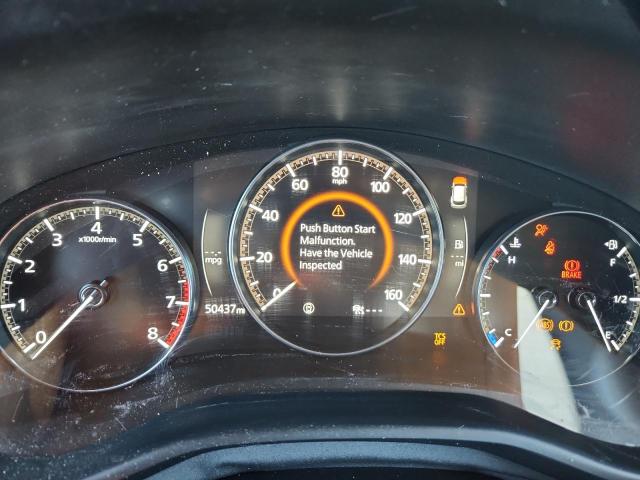 0 1 2 3 4 5 6 7 8
x1000r/min
mpg
50437m
0 20 40 60 80 100 120 140 160
mph
Push Button Start
Malfunction.
Have the Vehicle
Inspected
m
TCS
OFF
H
C
F
1/2
E
BRAKE